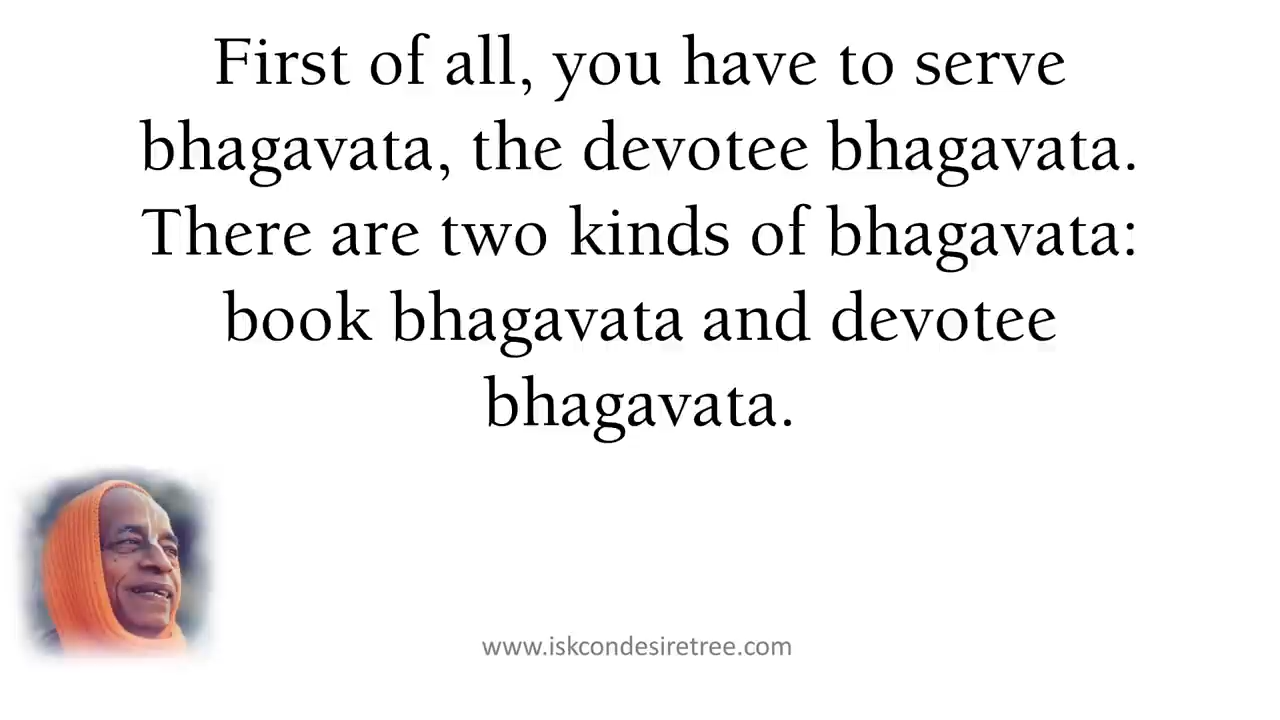 First of all, you have to serve
bhagavata, the devotee bhagavata.
There are two kinds of bhagavata:
book bhagavata and devotee
bhagavata.
www.iskcondesiretree.com